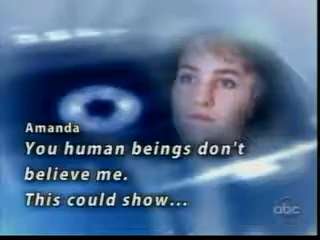 Amanda
You human beings don't
believe me.
This could show...
abc